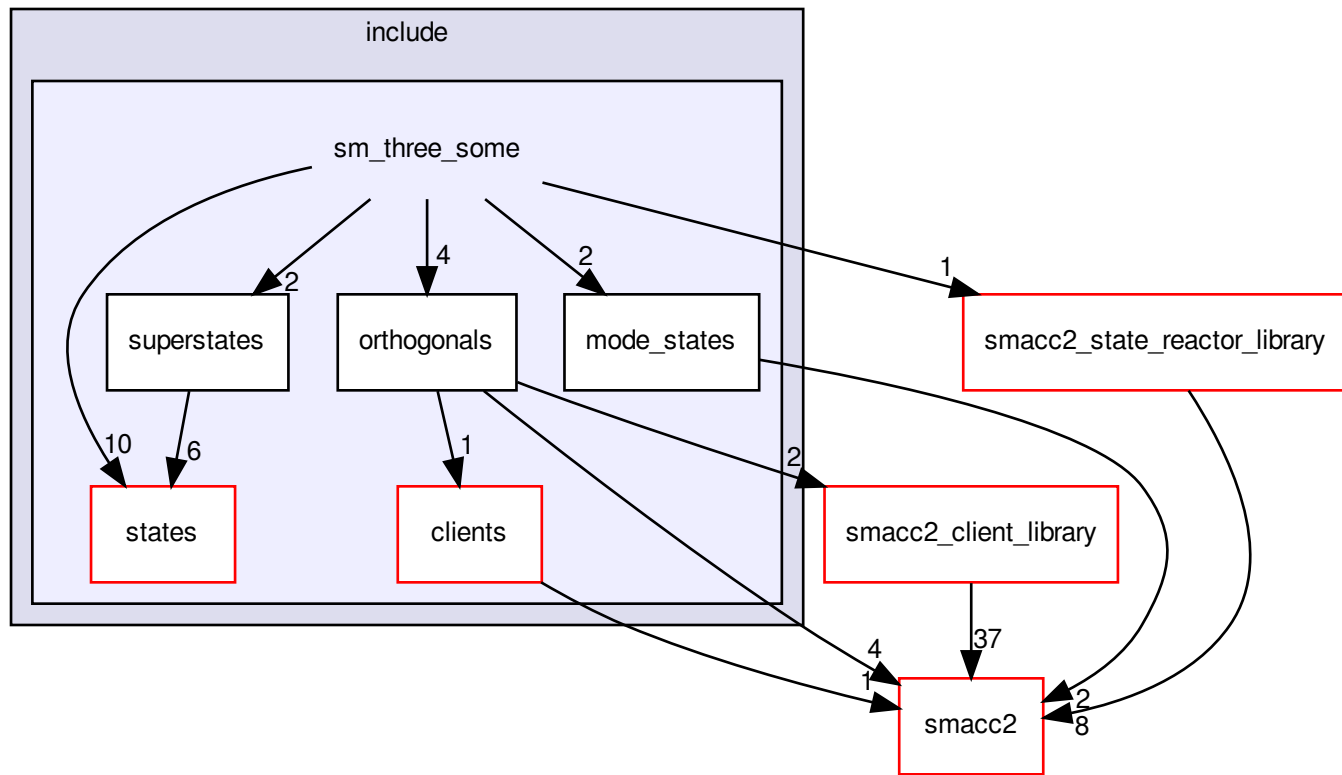 include
sm_three_some
1
2
4
2
superstates
orthogonals
mode_states
smacc2_state_reactor_library
10
6
1
2
states
clients
smacc2_client_library
4
37
1
2
smacc2
8